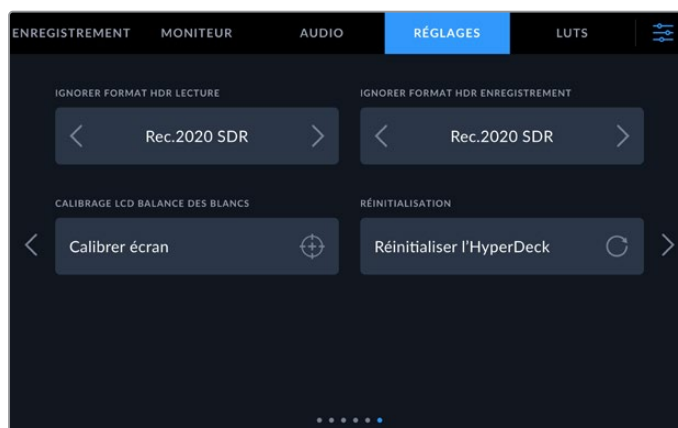 ENREGISTREMENT MONITEUR AUDIO RÉGLAGES LUTS
IGNORER FORMAT HDR LECTURE IGNORER FORMAT HDR ENREGISTREMENT
Rec.2020 SDR Rec.2020 SDR
CALIBRAGE LCD BALANCE DES BLANCS RÉINITIALISATION
Calibrer écran Réinitialiser l'HyperDeck